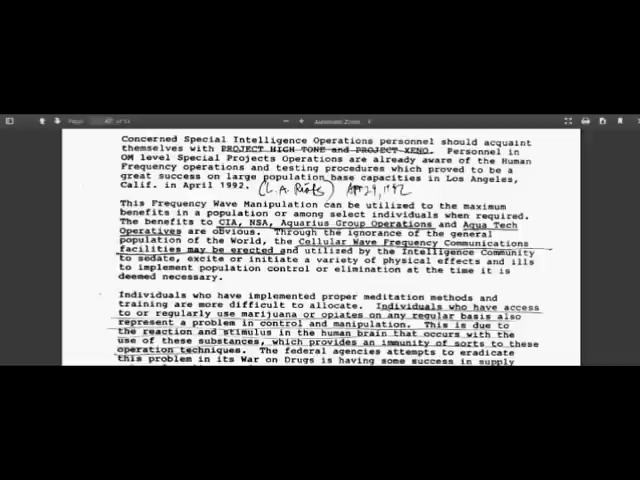 Page: 47 of 53
Automatic Zoom
Concerned Special Intelligence Operations personnel should acquaint
themselves with PROJECT HIGH TONE and PROJECT XENO. Personnel in
OM level Special Projects Operations are already aware of the Human
Frequency operations and testing procedures which proved to be a
great success on large population base capacities in Los Angeles,
Calif. in April 1992. (L.A. Riots) Apr 29, 1992
This Frequency Wave Manipulation can be utilized to the maximum
benefits in a population or among select individuals when required.
The benefits to CIA, NSA, Aquarius Group Operations and Aqua Tech
Operatives are obvious. Through the ignorance of the general
population of the World, the Cellular Wave Frequency Communications
facilities may be erected and utilized by the Intelligence Community
to sedate, excite or initiate a variety of physical effects and ills
to implement population control or elimination at the time it is
deemed necessary.
Individuals who have implemented proper meditation methods and
training are more difficult to allocate. Individuals who have access
to or regularly use marijuana or opiates on any regular basis also
represent a problem in control and manipulation. This is due to
the reaction and stimulus in the human brain that occurs with the
use of these substances, which provides an immunity of sorts to these
operation techniques. The federal agencies attempts to eradicate
this problem in its War on Drugs is having some success in supply